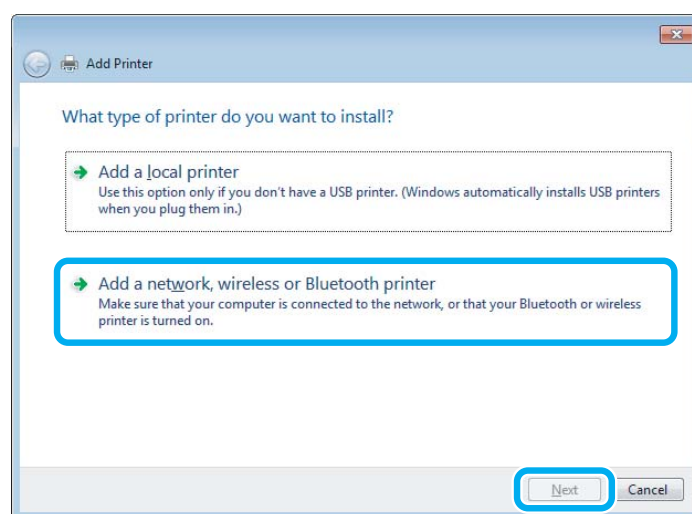 Add Printer
What type of printer do you want to install?
Add a local printer
Use this option only if you don't have a USB printer. (Windows automatically installs USB printers
when you plug them in.)
Add a network, wireless or Bluetooth printer
Make sure that your computer is connected to the network, or that your Bluetooth or wireless
printer is turned on.
Next Cancel